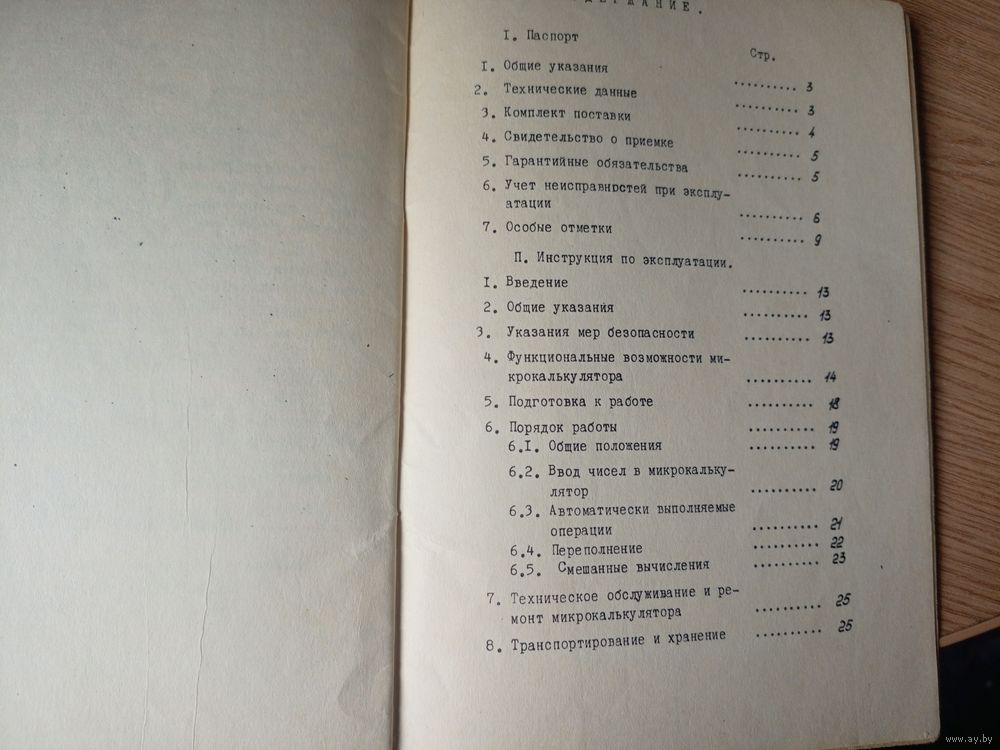 ДЕРЖАНИЕ.
I. Паспорт
Стр.
I. Общие указания .......... 3
2. Технические данные .......... 3
3. Комплект поставки .......... 4
4. Свидетельство о приемке .......... 5
5. Гарантийные обязательства .......... 5
6. Учет неисправностей при эксплу-
атации .......... 6
7. Особые отметки .......... 9
П. Инструкция по эксплуатации.
I. Введение .......... 13
2. Общие указания .......... 13
3. Указания мер безопасности .......... 13
4. Функциональные возможности ми-
крокалькулятора .......... 14
5. Подготовка к работе .......... 18
6. Порядок работы .......... 19
6.I. Общие положения .......... 19
6.2. Ввод чисел в микрокальку-
лятор .......... 20
6.3. Автоматически выполняемые
операции .......... 21
6.4. Переполнение .......... 22
6.5. Смешанные вычисления .......... 23
7. Техническое обслуживание и ре-
монт микрокалькулятора .......... 25
8. Транспортирование и хранение .......... 25
www.ay.by